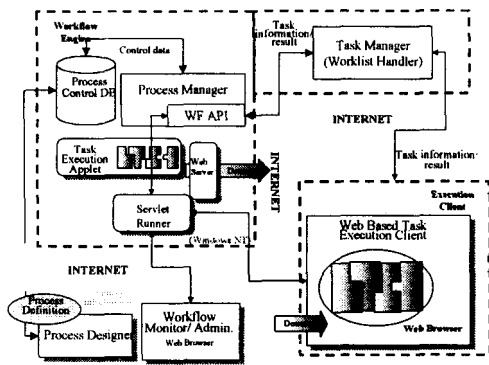 Workflow
Engine
Control data
Process
Control DB
Process Manager
WF API
Task
Execution
Applet
Web
Server
INTERNET
Servlet
Runner
(Windows NT)
Task
information/
result
Task Manager
(Worklist Handler)
INTERNET
Task information/
result
Execution
Client
Web Based Task
Execution Client
Web Browser
INTERNET
Process
Definition
Process Designer
Workflow
Monitor/ Admin.
Web Browser